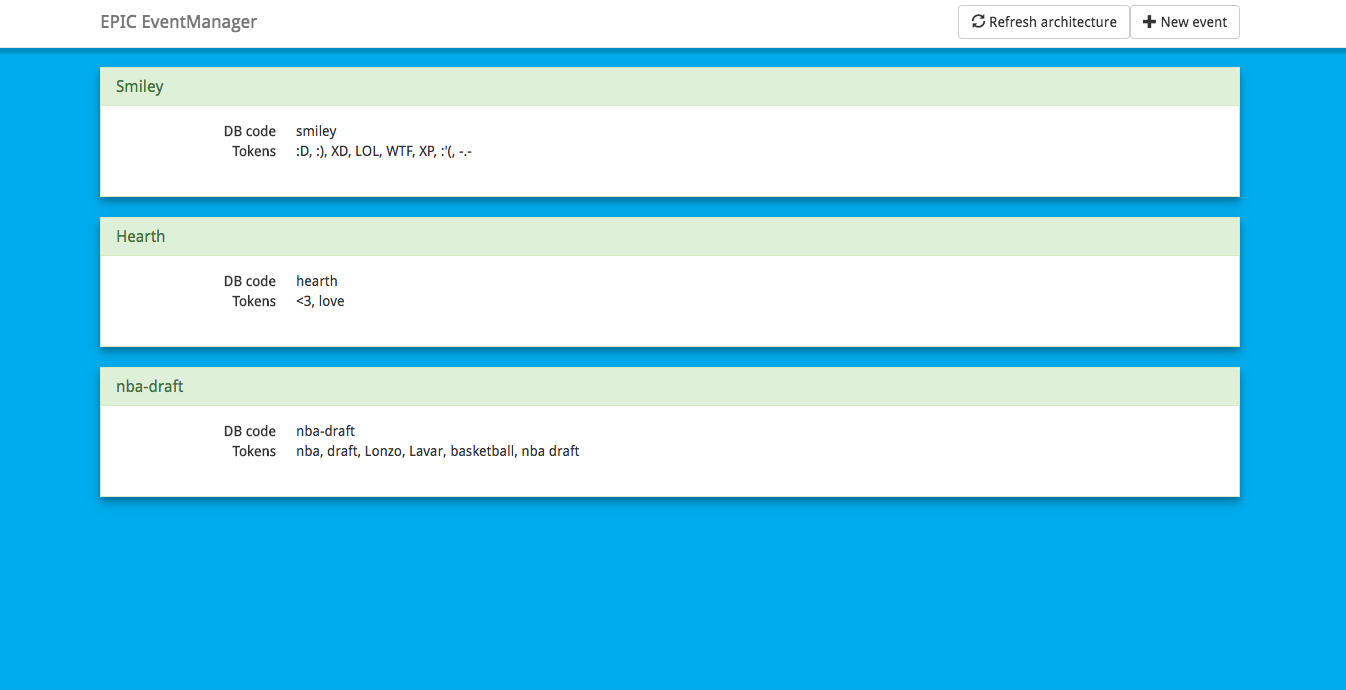 EPIC EventManager
Refresh architecture
New event
Smiley
DB code smiley
Tokens :D, :), XD, LOL, WTF, XP, :'(, -.-
Hearth
DB code hearth
Tokens <3, love
nba-draft
DB code nba-draft
Tokens nba, draft, Lonzo, Lavar, basketball, nba draft